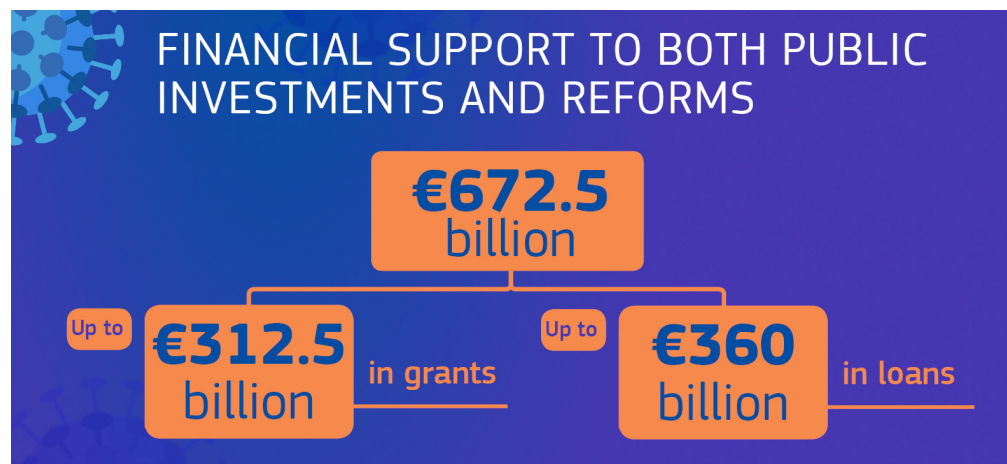 FINANCIAL SUPPORT TO BOTH PUBLIC
INVESTMENTS AND REFORMS
€672.5
billion
Up to
€312.5
billion
in grants
Up to
€360
billion
in loans